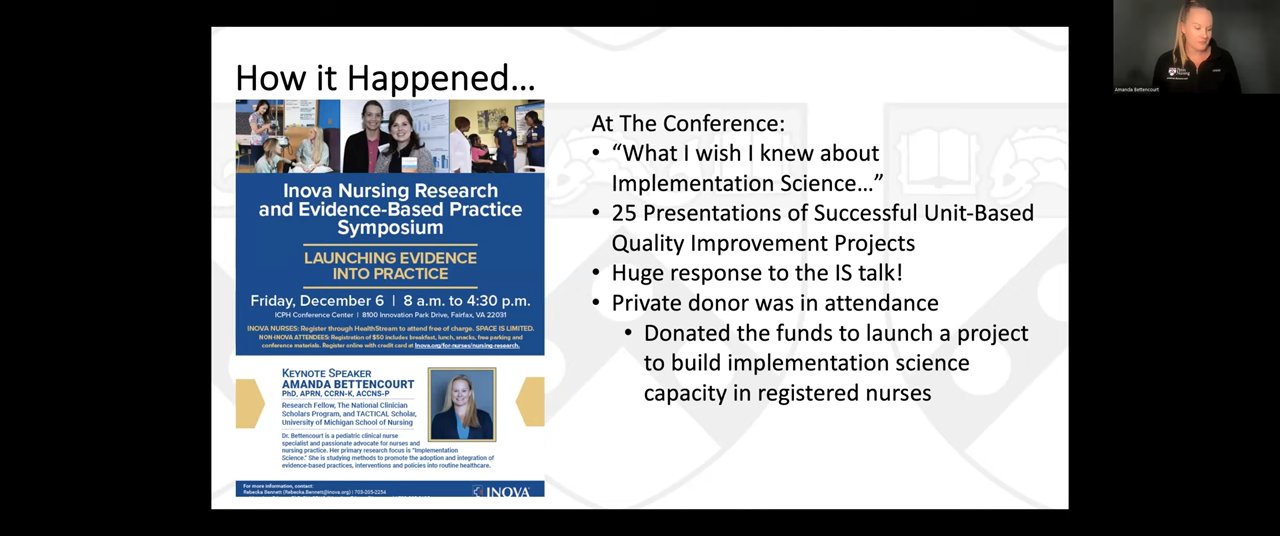 How it Happened…
Inova Nursing Research
and Evidence-Based Practice
Symposium
LAUNCHING EVIDENCE
INTO PRACTICE
Friday, December 6 | 8 a.m. to 4:30 p.m.
ICPH Conference Center | 8100 Innovation Park Drive, Fairfax, VA 22031
INOVA NURSES: Register through HealthStream to attend free of charge. SPACE IS LIMITED.
NON-INOVA ATTENDEES: Registration of $50 includes breakfast, lunch, snacks, free parking and
conference materials. Register online with credit card at inova.org/for-nurses/nursing-research.
KEYNOTE SPEAKER
AMANDA BETTENCOURT
PhD, APRN, CCRN-K, ACCNS-P
Research Fellow, The National Clinician
Scholars Program, and TACTICAL Scholar,
University of Michigan School of Nursing
Dr. Bettencourt is a pediatric clinical nurse
specialist and passionate advocate for nurses and
nursing practice. Her primary research focus is "Implementation
Science." She is studying methods to promote the adoption and integration of
evidence-based practices, interventions and policies into routine healthcare.
For more information, contact:
Rebecka Bennett (Rebecka.Bennett@inova.org) | 703-205-2254
INOVA
At The Conference:
• “What I wish I knew about
Implementation Science…”
• 25 Presentations of Successful Unit-Based
Quality Improvement Projects
• Huge response to the IS talk!
• Private donor was in attendance
• Donated the funds to launch a project
to build implementation science
capacity in registered nurses
Penn
Nursing
Amanda Bettencourt